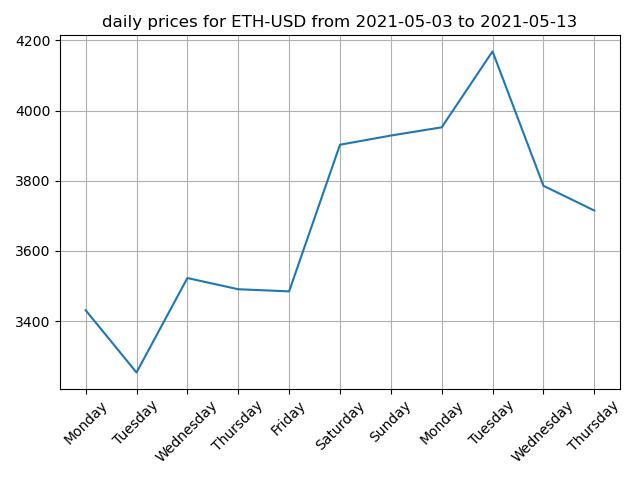 daily prices for ETH-USD from 2021-05-03 to 2021-05-13
4200
4000
3800
3600
3400
Monday
Tuesday
Wednesday
Thursday
Friday
Saturday
Sunday
Monday
Tuesday
Wednesday
Thursday